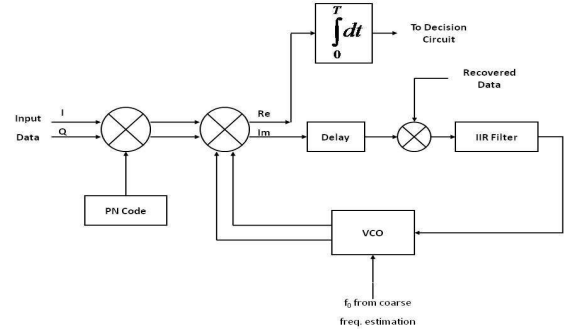 T
∫dt
0
To Decision
Circuit
Recovered
Data
Input
I
Data
Q
Re
Im
Delay
IIR Filter
PN Code
VCO
f₀ from coarse
freq. estimation